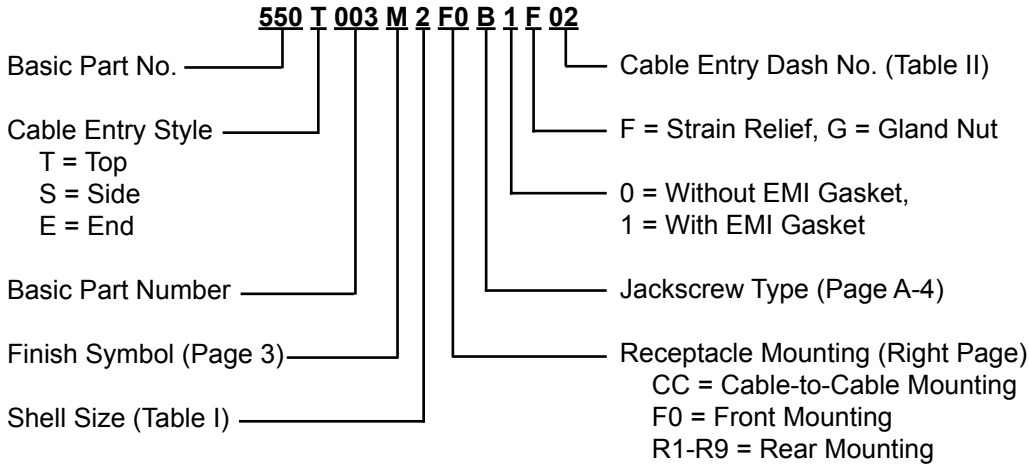 550 T 003 M 2 F0 B 1 F 02
Basic Part No.
Cable Entry Style
T = Top
S = Side
E = End
Basic Part Number
Finish Symbol (Page 3)
Shell Size (Table I)
Cable Entry Dash No. (Table II)
F = Strain Relief, G = Gland Nut
0 = Without EMI Gasket,
1 = With EMI Gasket
Jackscrew Type (Page A-4)
Receptacle Mounting (Right Page)
CC = Cable-to-Cable Mounting
F0 = Front Mounting
R1-R9 = Rear Mounting